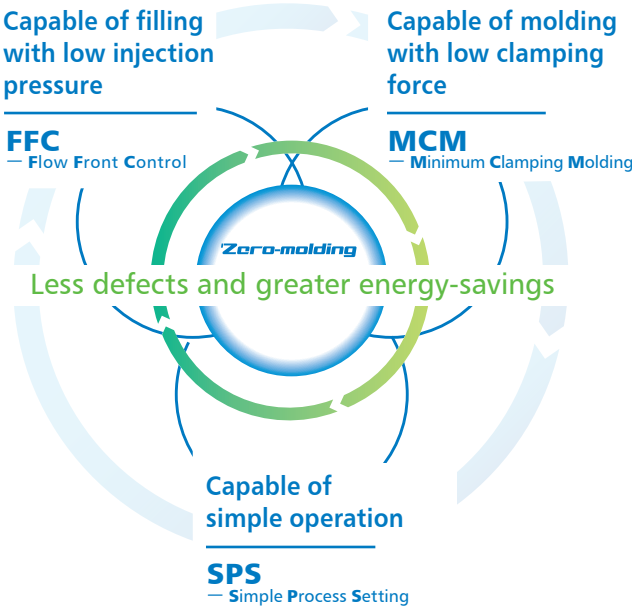 Capable of filling
with low injection
pressure
FFC
— Flow Front Control
Capable of molding
with low clamping
force
MCM
— Minimum Clamping Molding
Zero-molding
Less defects and greater energy-savings
Capable of
simple operation
SPS
— Simple Process Setting